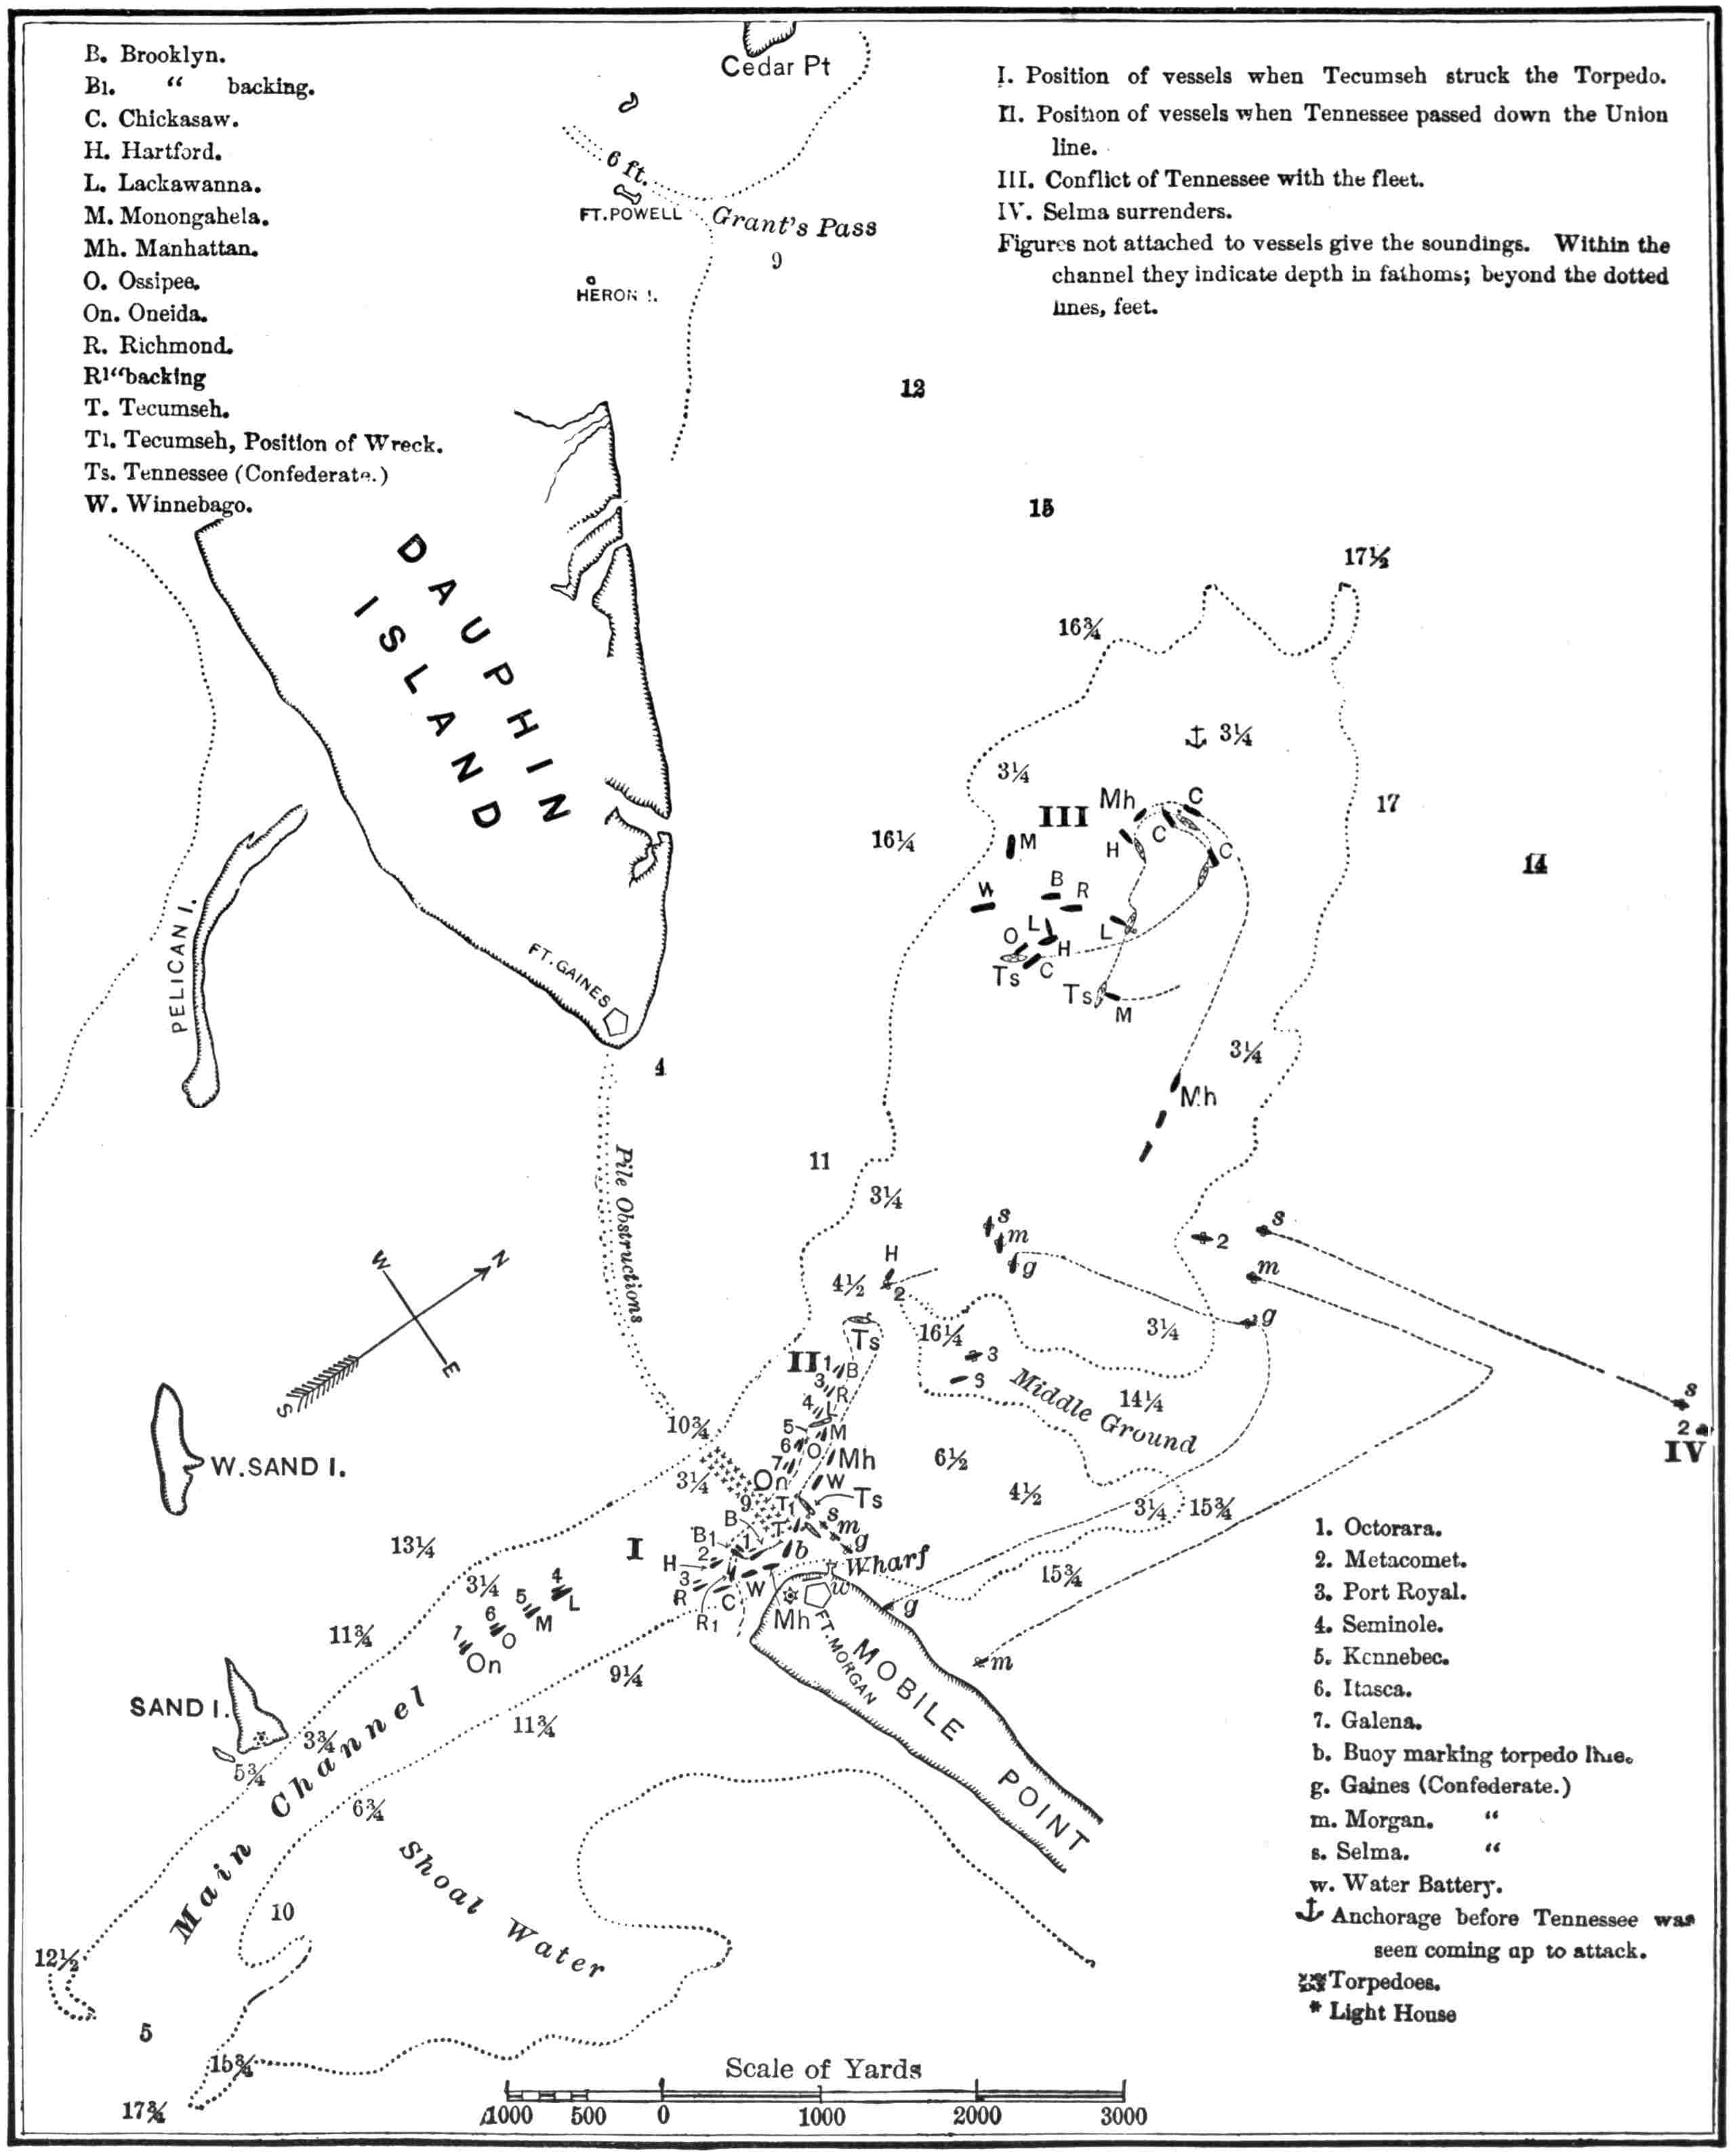 B. Brooklyn.
B1. “ backing.
C. Chickasaw.
H. Hartford.
L. Lackawanna.
M. Monongahela.
Mh. Manhattan.
O. Ossipee.
On. Oneida.
R. Richmond.
R1 “ backing
T. Tecumseh.
T1. Tecumseh, Position of Wreck.
Ts. Tennessee (Confederate.)
W. Winnebago.
I. Position of vessels when Tecumseh struck the Torpedo.
II. Position of vessels when Tennessee passed down the Union
line.
III. Conflict of Tennessee with the fleet.
IV. Selma surrenders.
Figures not attached to vessels give the soundings. Within the
channel they indicate depth in fathoms; beyond the dotted
lines, feet.
Cedar Pt
6 ft.
FT. POWELL
Grant's Pass
9
HERON I.
12
15
17½
16¾
DAUPHIN
ISLAND
3¼
3¼
Mh C
III
C
H
C
M
16¼
17
14
W
B
R
L
L
O
H
Ts
C
Ts
M
PELICAN I.
FT. GAINES
4
3¼
Mh
Pile Obstructions
11
3¼
s
m
g
2
s
m
g
H
4½
2
W
N
E
S
Ts
16¼
3¼
3
s
II
1 B
3 R
4 L
5 M
6 O
7 Mh
On
W
Middle Ground
14¼
s
2
IV
10¾
3¼
6½
4½
3¼
15¾
W. SAND I.
9
T1
Ts
B
T
s
m
g
B1
1
b
I
H
2
3
R
R1
C
W
Mh
Wharf
w
15¾
13¼
3¼
4
L
5
M
6
O
7
On
g
m
FT. MORGAN
MOBILE
POINT
11¾
9¼
11¾
SAND I.
3¾
5¾
Main Channel
6¾
Shoal Water
10
12½
5
15¾
17¾
1. Octorara.
2. Metacomet.
3. Port Royal.
4. Seminole.
5. Kennebec.
6. Itasca.
7. Galena.
b. Buoy marking torpedo line.
g. Gaines (Confederate.)
m. Morgan. “
s. Selma. “
w. Water Battery.
Anchorage before Tennessee was
seen coming up to attack.
Torpedoes.
* Light House
Scale of Yards
1000 500 0 1000 2000 3000